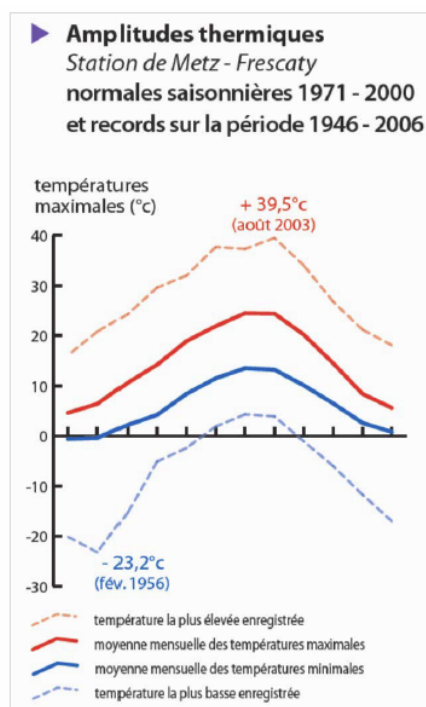 Amplitudes thermiques
Station de Metz - Frescaty
normales saisonnières 1971 - 2000
et records sur la période 1946 - 2006
températures
maximales (°c)
+ 39,5°c
(août 2003)
40
30
20
10
0
-10
-20
-30
- 23,2°c
(fév. 1956)
température la plus élevée enregistrée
moyenne mensuelle des températures maximales
moyenne mensuelle des températures minimales
température la plus basse enregistrée